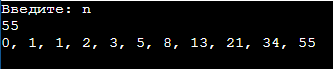 Введите: n
55
0, 1, 1, 2, 3, 5, 8, 13, 21, 34, 55